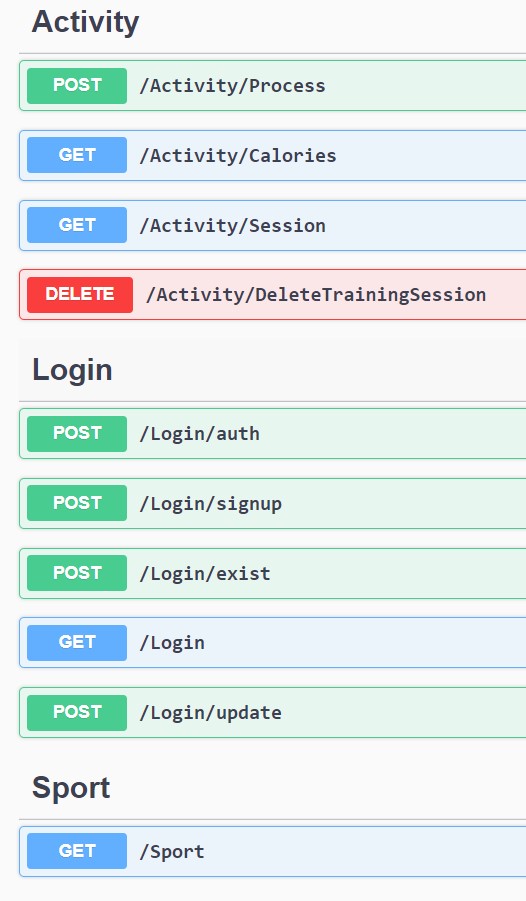 Activity
POST /Activity/Process
GET /Activity/Calories
GET /Activity/Session
DELETE /Activity/DeleteTrainingSession
Login
POST /Login/auth
POST /Login/signup
POST /Login/exist
GET /Login
POST /Login/update
Sport
GET /Sport